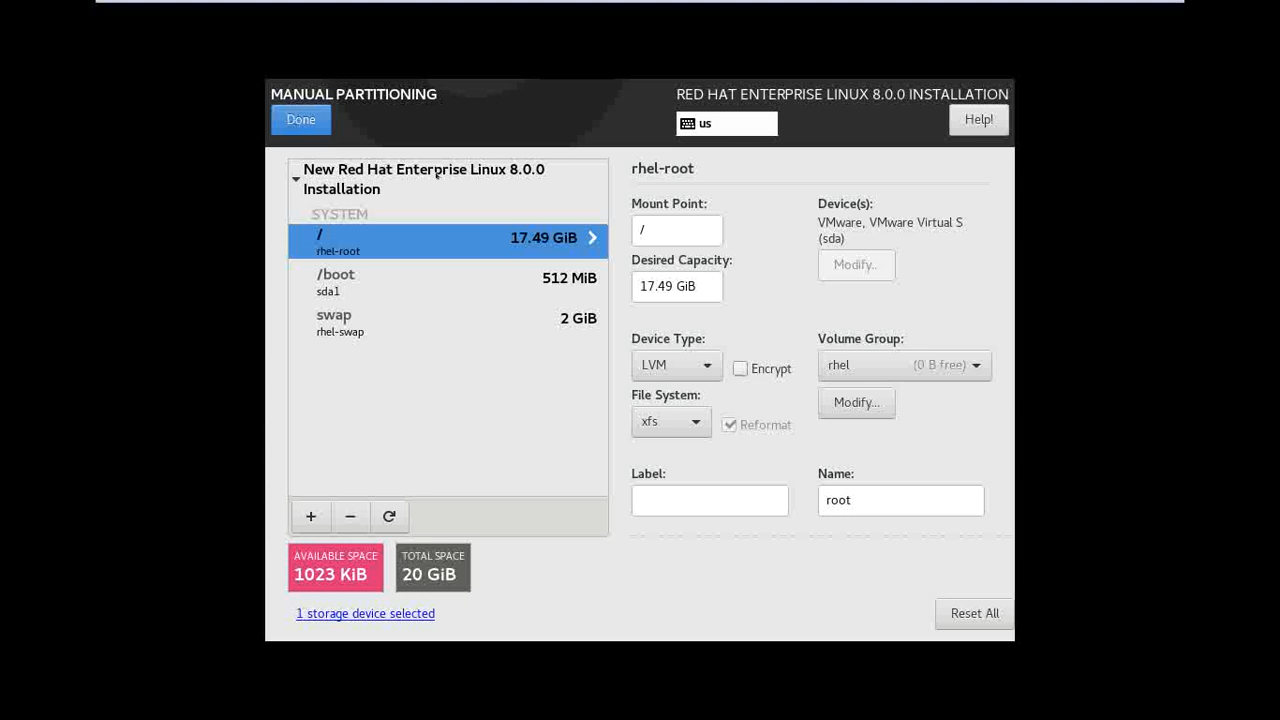 MANUAL PARTITIONING
RED HAT ENTERPRISE LINUX 8.0.0 INSTALLATION
Done
us
Help!
New Red Hat Enterprise Linux 8.0.0
Installation
SYSTEM
/
17.49 GiB
rhel-root
/boot
512 MiB
sda1
swap
2 GiB
rhel-swap
+ −
AVAILABLE SPACE
1023 KiB
TOTAL SPACE
20 GiB
1 storage device selected
rhel-root
Mount Point:
/
Device(s):
VMware, VMware Virtual S
(sda)
Modify..
Desired Capacity:
17.49 GiB
Device Type:
LVM
Encrypt
Volume Group:
rhel (0 B free)
Modify...
File System:
xfs
Reformat
Label:
Name:
root
Reset All